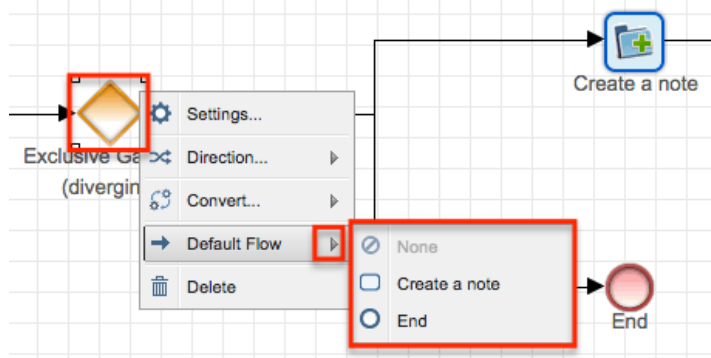 Create a note
Settings...
Exclusive Ga
Direction...
(divergin
Convert...
Default Flow
None
Delete
Create a note
End
End